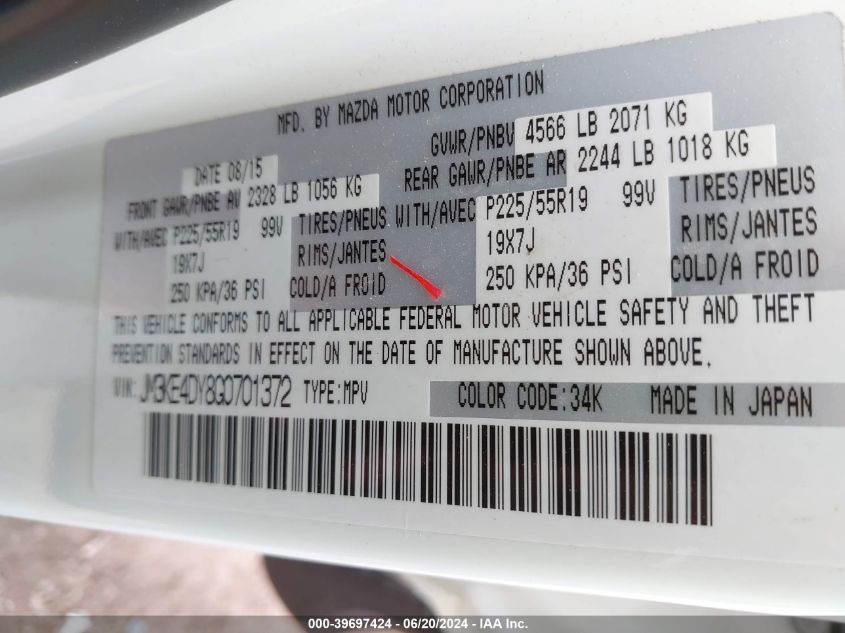 MFD. BY MAZDA MOTOR CORPORATION
DATE 08/15
GVWR/PNBV 4566 LB 2071 KG
FRONT GAWR/PNBE AV 2328 LB 1056 KG
REAR GAWR/PNBE AR 2244 LB 1018 KG
WITH/AVEC P225/55R19 99V TIRES/PNEUS
19X7J RIMS/JANTES
250 KPA/36 PSI COLD/A FROID
WITH/AVEC P225/55R19 99V TIRES/PNEUS
19X7J RIMS/JANTES
250 KPA/36 PSI COLD/A FROID
THIS VEHICLE CONFORMS TO ALL APPLICABLE FEDERAL MOTOR VEHICLE SAFETY AND THEFT
PREVENTION STANDARDS IN EFFECT ON THE DATE OF MANUFACTURE SHOWN ABOVE.
VIN: JM3KE4DY8G0701372 TYPE:MPV COLOR CODE:34K MADE IN JAPAN
000-39697424 - 06/20/2024 - IAA Inc.